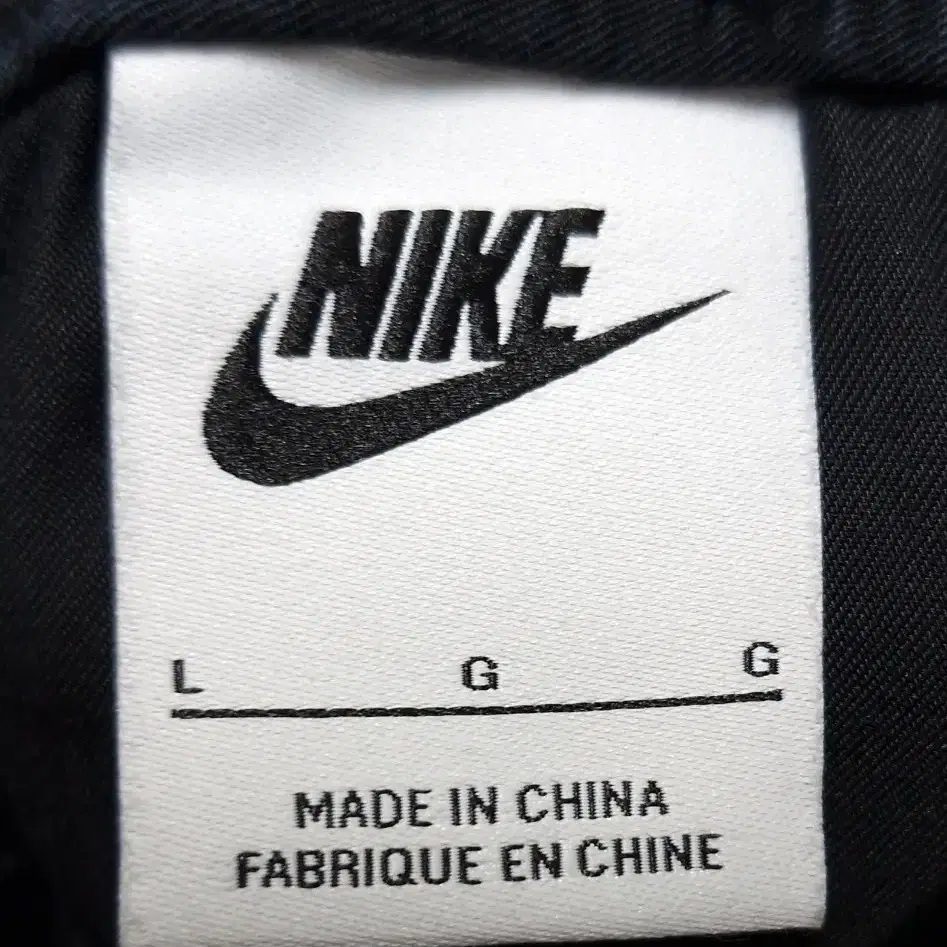 NIKE
L G G
MADE IN CHINA
FABRIQUE EN CHINE